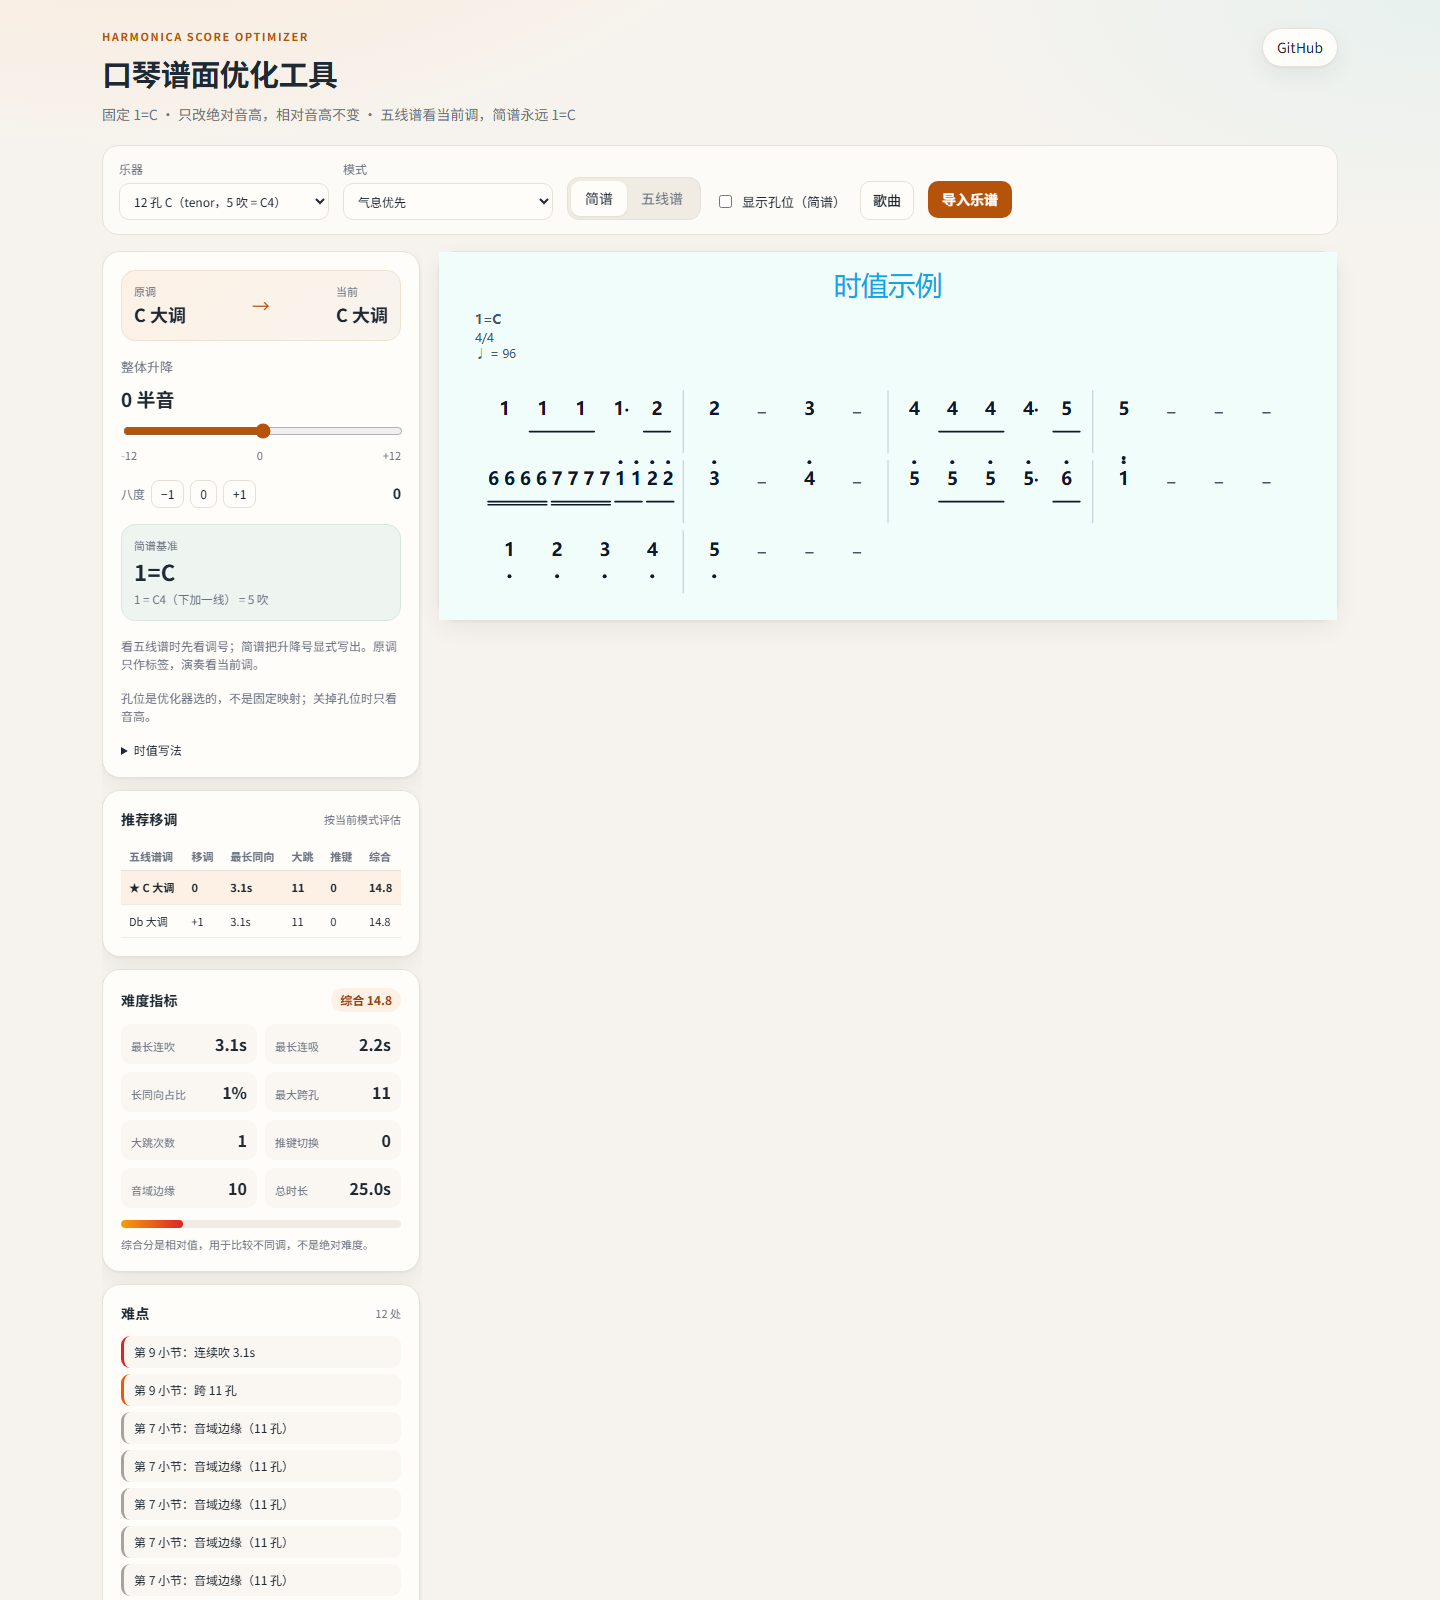 HARMONICA SCORE OPTIMIZER
口琴谱面优化工具
固定 1=C · 只改绝对音高，相对音高不变 · 五线谱看当前调，简谱永远 1=C
GitHub
乐器
12 孔 C（tenor，5 吹 = C4）
模式
气息优先
简谱 五线谱
显示孔位（简谱）
歌曲
导入乐谱
原调
C 大调
→
当前
C 大调
整体升降
0 半音
-12 0 +12
八度 −1 0 +1 0
简谱基准
1=C
1 = C4（下加一线） = 5 吹
看五线谱时先看调号；简谱把升降号显式写出。原调
只作标签，演奏看当前调。
孔位是优化器选的，不是固定映射；关掉孔位时只看
音高。
▶ 时值写法
推荐移调 按当前模式评估
五线谱调 移调 最长同向 大跳 推键 综合
★ C 大调 0 3.1s 11 0 14.8
Db 大调 +1 3.1s 11 0 14.8
难度指标 综合 14.8
最长连吹 3.1s 最长连吸 2.2s
长同向占比 1% 最大跨孔 11
大跳次数 1 推键切换 0
音域边缘 10 总时长 25.0s
综合分是相对值，用于比较不同调，不是绝对难度。
难点 12 处
第 9 小节：连续吹 3.1s
第 9 小节：跨 11 孔
第 7 小节：音域边缘（11 孔）
第 7 小节：音域边缘（11 孔）
第 7 小节：音域边缘（11 孔）
第 7 小节：音域边缘（11 孔）
第 7 小节：音域边缘（11 孔）
时值示例
1=C
4/4
♩ = 96
1 1 1 1· 2 2 – 3 – 4 4 4 4· 5 5 – – –
6 6 6 6 7 7 7 7 1 1 2 2 3 – 4 – 5 5 5 5· 6 1 – – –
1 2 3 4 5 – – –